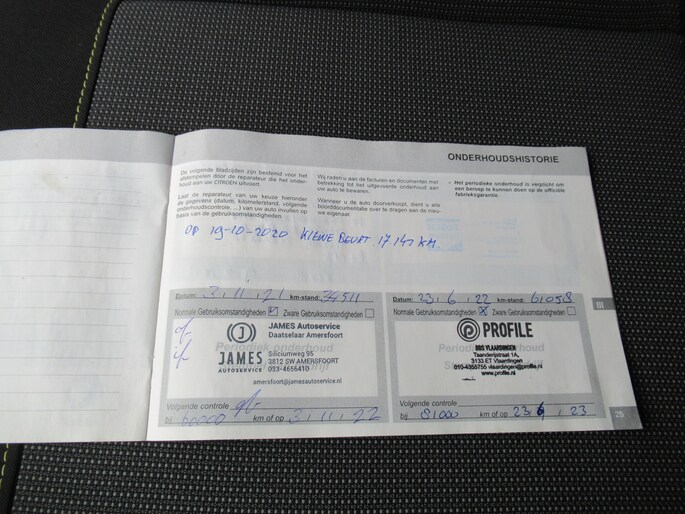 ONDERHOUDSHISTORIE
De volgende bladzijden zijn bestemd voor het
afstempelen door de reparateur die het onder-
houd aan uw CITROËN uitvoert.
Laat de reparateur van uw keuze hieronder
de gegevens (datum, kilometerstand, volgende
onderhoudscontrole, ...) van uw auto invullen op
basis van de gebruiksomstandigheden.
Wij raden u aan de facturen en documenten met
betrekking tot het uitgevoerde onderhoud aan
uw auto te bewaren.
Wanneer u de auto doorverkoopt, dient u alle
boorddocumentatie over te dragen aan de nieu-
we eigenaar.
Het periodieke onderhoud is verplicht om
een beroep te kunnen doen op de officiële
fabrieksgarantie.
OP 19-10-2020 KLEINE BEURT 17.141 KM.
Datum: 3, 11, 21 km-stand: 34511
Normale Gebruiksomstandigheden Zware Gebruiksomstandigheden
Periodiek onderhoud
JAMES
AUTOSERVICE
JAMES Autoservice
Daatselaar Amersfoort
Siliciumweg 95
3812 SW AMERSFOORT
033-4656410
amersfoort@jamesautoservice.nl
Volgende controle
bij 60000 km of op 3, 11, 22
Datum: 23, 6, 22 km-stand: 61058
Normale Gebruiksomstandigheden X Zware Gebruiksomstandigheden
PROFILE
BBS VLAARDINGEN
Taanderijstraat 1A,
3133 ET Vlaardingen
010-4355755 vlaardingen@profile.nl
www.profile.nl
Volgende controle
bij 81000 km of op 23, 6, 23
III
25